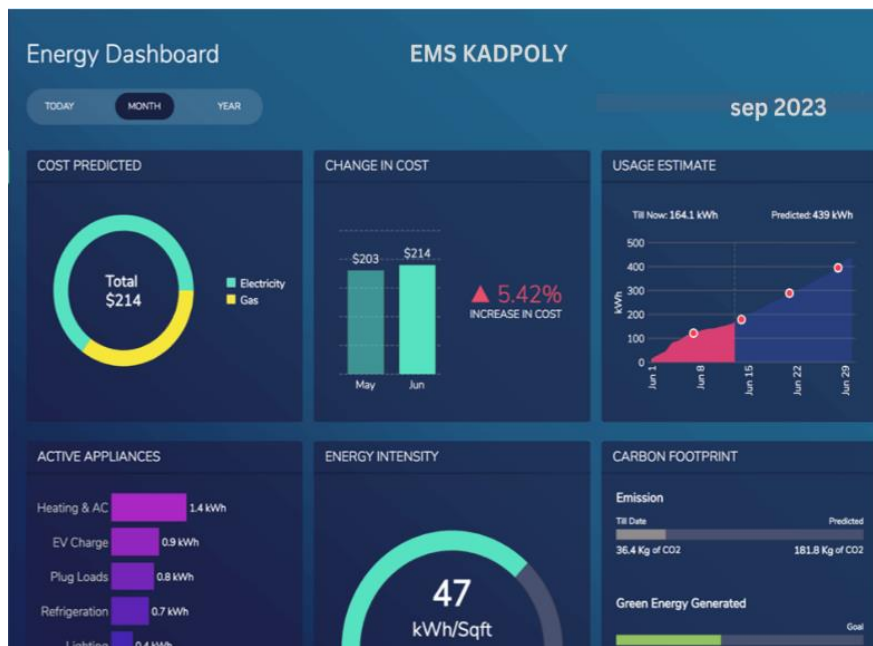 Energy Dashboard
EMS KADPOLY
TODAY MONTH YEAR
sep 2023
COST PREDICTED
Total
$214
Electricity
Gas
CHANGE IN COST
$203 $214
5.42%
INCREASE IN COST
May Jun
USAGE ESTIMATE
Till Now: 164.1 kWh Predicted: 439 kWh
500
400
300
200
100
0
kWh
Jun 1 Jun 8 Jun 15 Jun 22 Jun 29
ACTIVE APPLIANCES
Heating & AC 1.4 kWh
EV Charge 0.9 kWh
Plug Loads 0.8 kWh
Refrigeration 0.7 kWh
Lighting 0.4 kWh
ENERGY INTENSITY
47
kWh/Sqft
CARBON FOOTPRINT
Emission
Till Date Predicted
36.4 Kg of CO2 181.8 Kg of CO2
Green Energy Generated
Goal